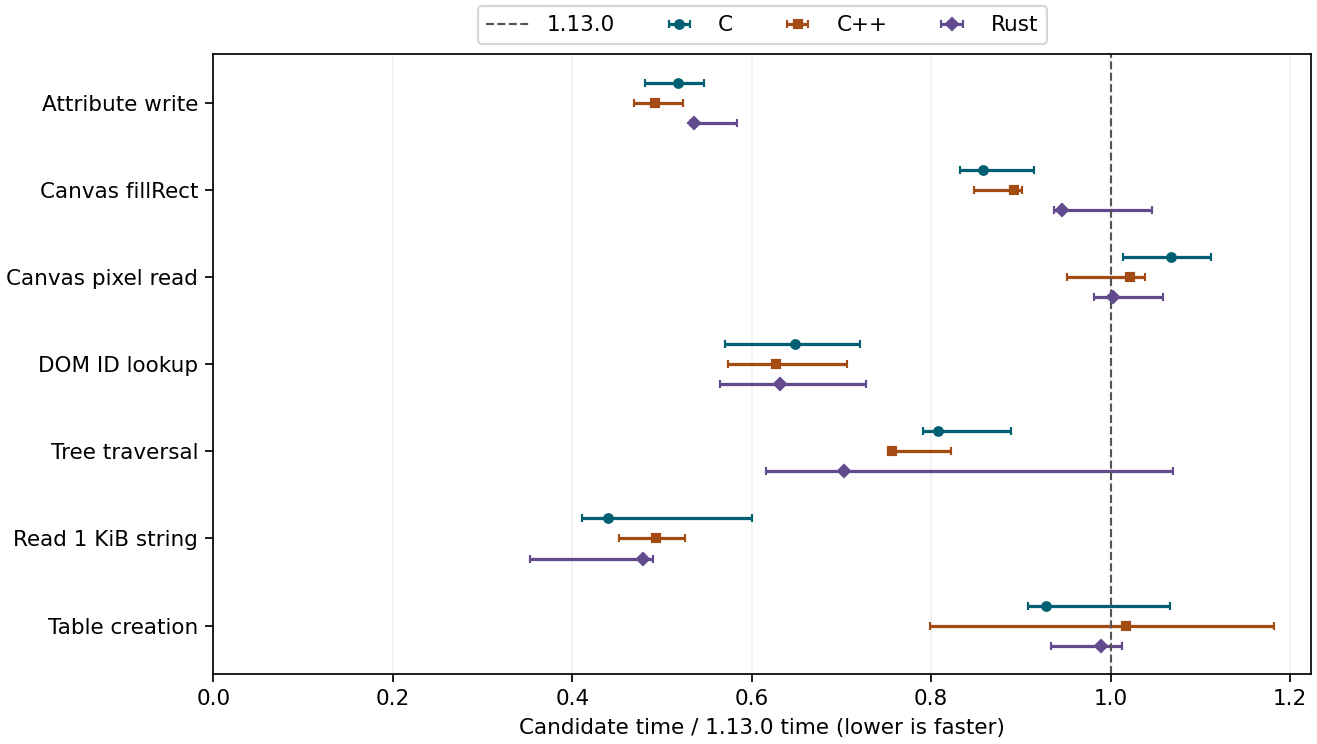 1.13.0 C C++ Rust
Attribute write
Canvas fillRect
Canvas pixel read
DOM ID lookup
Tree traversal
Read 1 KiB string
Table creation
0.0 0.2 0.4 0.6 0.8 1.0 1.2
Candidate time / 1.13.0 time (lower is faster)